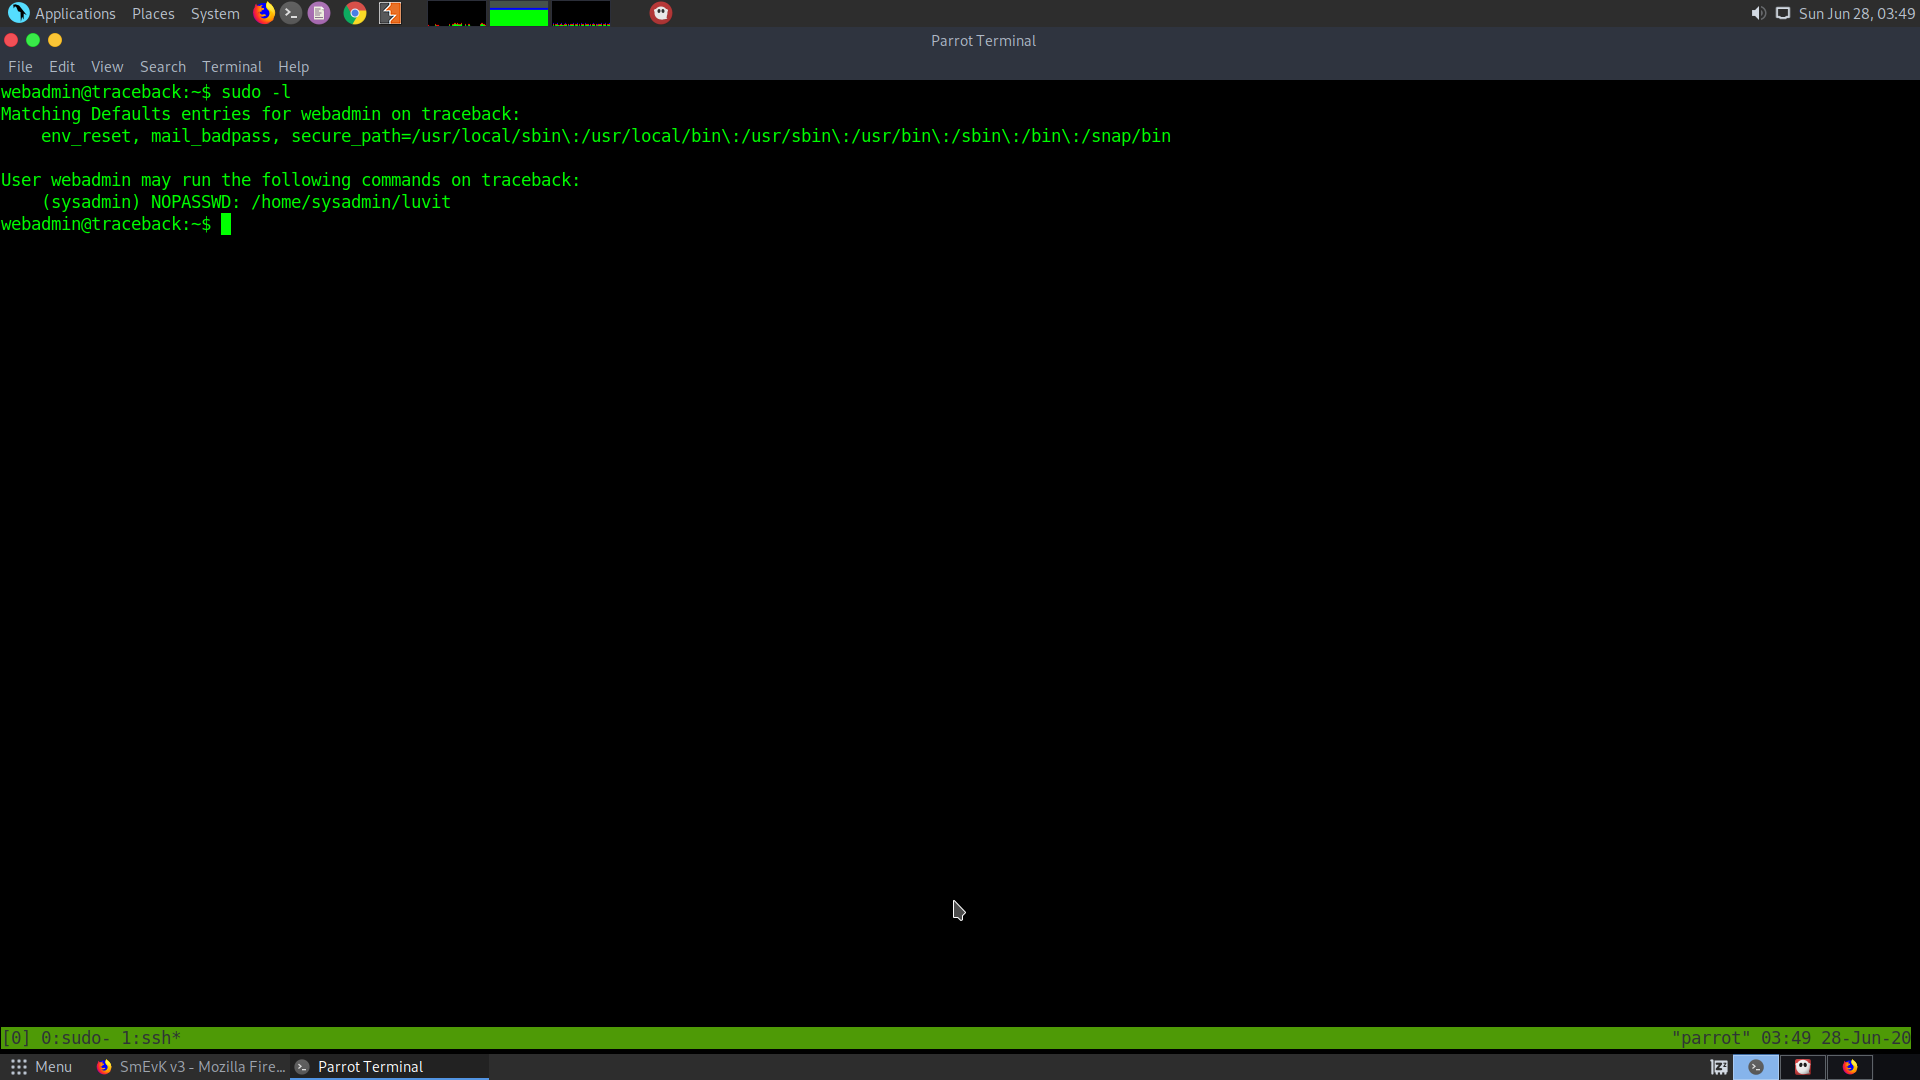 Applications Places System Sun Jun 28, 03:49
Parrot Terminal
File Edit View Search Terminal Help
webadmin@traceback:~$ sudo -l
Matching Defaults entries for webadmin on traceback:
    env_reset, mail_badpass, secure_path=/usr/local/sbin\:/usr/local/bin\:/usr/sbin\:/usr/bin\:/sbin\:/bin\:/snap/bin
User webadmin may run the following commands on traceback:
    (sysadmin) NOPASSWD: /home/sysadmin/luvit
webadmin@traceback:~$
[0] 0:sudo- 1:ssh* "parrot" 03:49 28-Jun-20
Menu SmEvK v3 - Mozilla Fire... Parrot Terminal